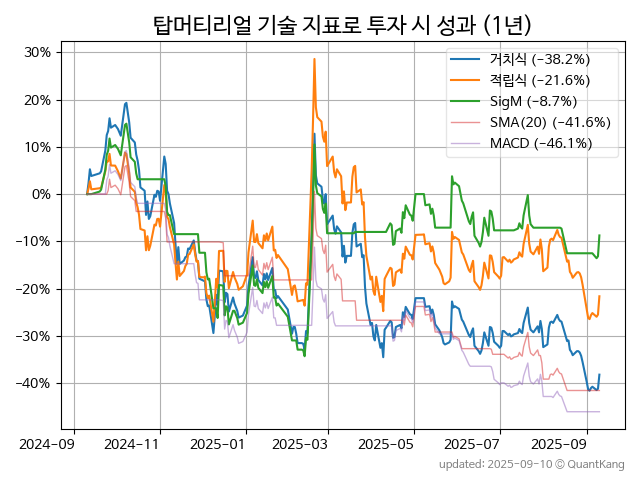 탑머티리얼 기술 지표로 투자 시 성과 (1년)
거치식 (−38.2%)
적립식 (−21.6%)
SigM (−8.7%)
SMA(20) (−41.6%)
MACD (−46.1%)
30%
20%
10%
0%
−10%
−20%
−30%
−40%
2024-09
2024-11
2025-01
2025-03
2025-05
2025-07
2025-09
updated: 2025-09-10 © QuantKang